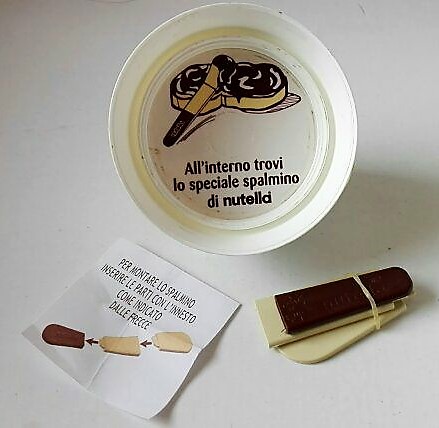 All'interno trovi
lo speciale spalmino
di nutella
PER MONTARE LO SPALMINO
INSERIRE LE PARTI CON L'INNESTO
COME INDICATO
DALLE FRECCE